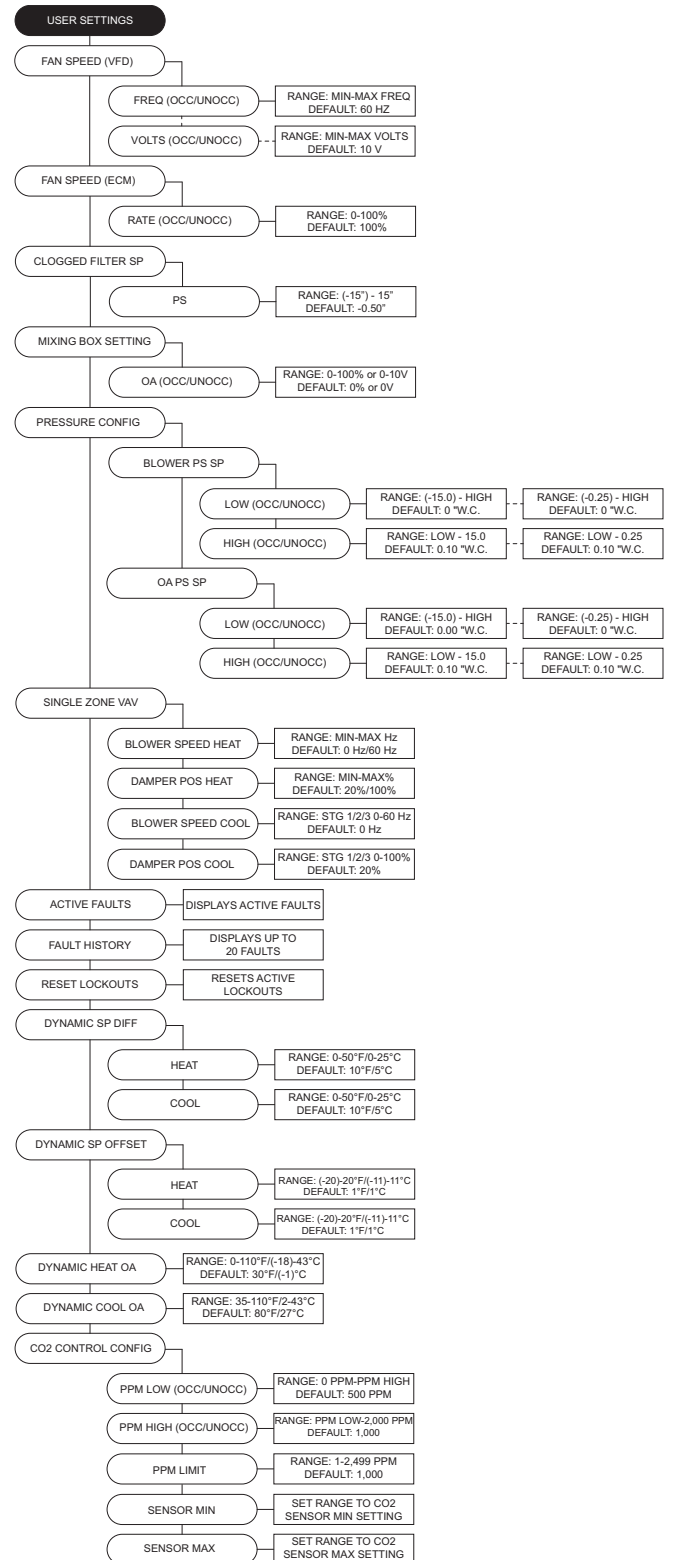 USER SETTINGS
FAN SPEED (VFD)
FREQ (OCC/UNOCC)
RANGE: MIN-MAX FREQ
DEFAULT: 60 HZ
VOLTS (OCC/UNOCC)
RANGE: MIN-MAX VOLTS
DEFAULT: 10 V
FAN SPEED (ECM)
RATE (OCC/UNOCC)
RANGE: 0-100%
DEFAULT: 100%
CLOGGED FILTER SP
PS
RANGE: (-15") - 15"
DEFAULT: -0.50"
MIXING BOX SETTING
OA (OCC/UNOCC)
RANGE: 0-100% or 0-10V
DEFAULT: 0% or 0V
PRESSURE CONFIG
BLOWER PS SP
LOW (OCC/UNOCC)
RANGE: (-15.0) - HIGH
DEFAULT: 0 "W.C.
RANGE: (-0.25) - HIGH
DEFAULT: 0 "W.C.
HIGH (OCC/UNOCC)
RANGE: LOW - 15.0
DEFAULT: 0.10 "W.C.
RANGE: LOW - 0.25
DEFAULT: 0.10 "W.C.
OA PS SP
LOW (OCC/UNOCC)
RANGE: (-15.0) - HIGH
DEFAULT: 0.00 "W.C.
RANGE: (-0.25) - HIGH
DEFAULT: 0 "W.C.
HIGH (OCC/UNOCC)
RANGE: LOW - 15.0
DEFAULT: 0.10 "W.C.
RANGE: LOW - 0.25
DEFAULT: 0.10 "W.C.
SINGLE ZONE VAV
BLOWER SPEED HEAT
RANGE: MIN-MAX Hz
DEFAULT: 0 Hz/60 Hz
DAMPER POS HEAT
RANGE: MIN-MAX%
DEFAULT: 20%/100%
BLOWER SPEED COOL
RANGE: STG 1/2/3 0-60 Hz
DEFAULT: 0 Hz
DAMPER POS COOL
RANGE: STG 1/2/3 0-100%
DEFAULT: 20%
ACTIVE FAULTS
DISPLAYS ACTIVE FAULTS
FAULT HISTORY
DISPLAYS UP TO
20 FAULTS
RESET LOCKOUTS
RESETS ACTIVE
LOCKOUTS
DYNAMIC SP DIFF
HEAT
RANGE: 0-50°F/0-25°C
DEFAULT: 10°F/5°C
COOL
RANGE: 0-50°F/0-25°C
DEFAULT: 10°F/5°C
DYNAMIC SP OFFSET
HEAT
RANGE: (-20)-20°F/(-11)-11°C
DEFAULT: 1°F/1°C
COOL
RANGE: (-20)-20°F/(-11)-11°C
DEFAULT: 1°F/1°C
DYNAMIC HEAT OA
RANGE: 0-110°F/(-18)-43°C
DEFAULT: 30°F/(-1)°C
DYNAMIC COOL OA
RANGE: 35-110°F/2-43°C
DEFAULT: 80°F/27°C
CO2 CONTROL CONFIG
PPM LOW (OCC/UNOCC)
RANGE: 0 PPM-PPM HIGH
DEFAULT: 500 PPM
PPM HIGH (OCC/UNOCC)
RANGE: PPM LOW-2,000 PPM
DEFAULT: 1,000
PPM LIMIT
RANGE: 1-2,499 PPM
DEFAULT: 1,000
SENSOR MIN
SET RANGE TO CO2
SENSOR MIN SETTING
SENSOR MAX
SET RANGE TO CO2
SENSOR MAX SETTING